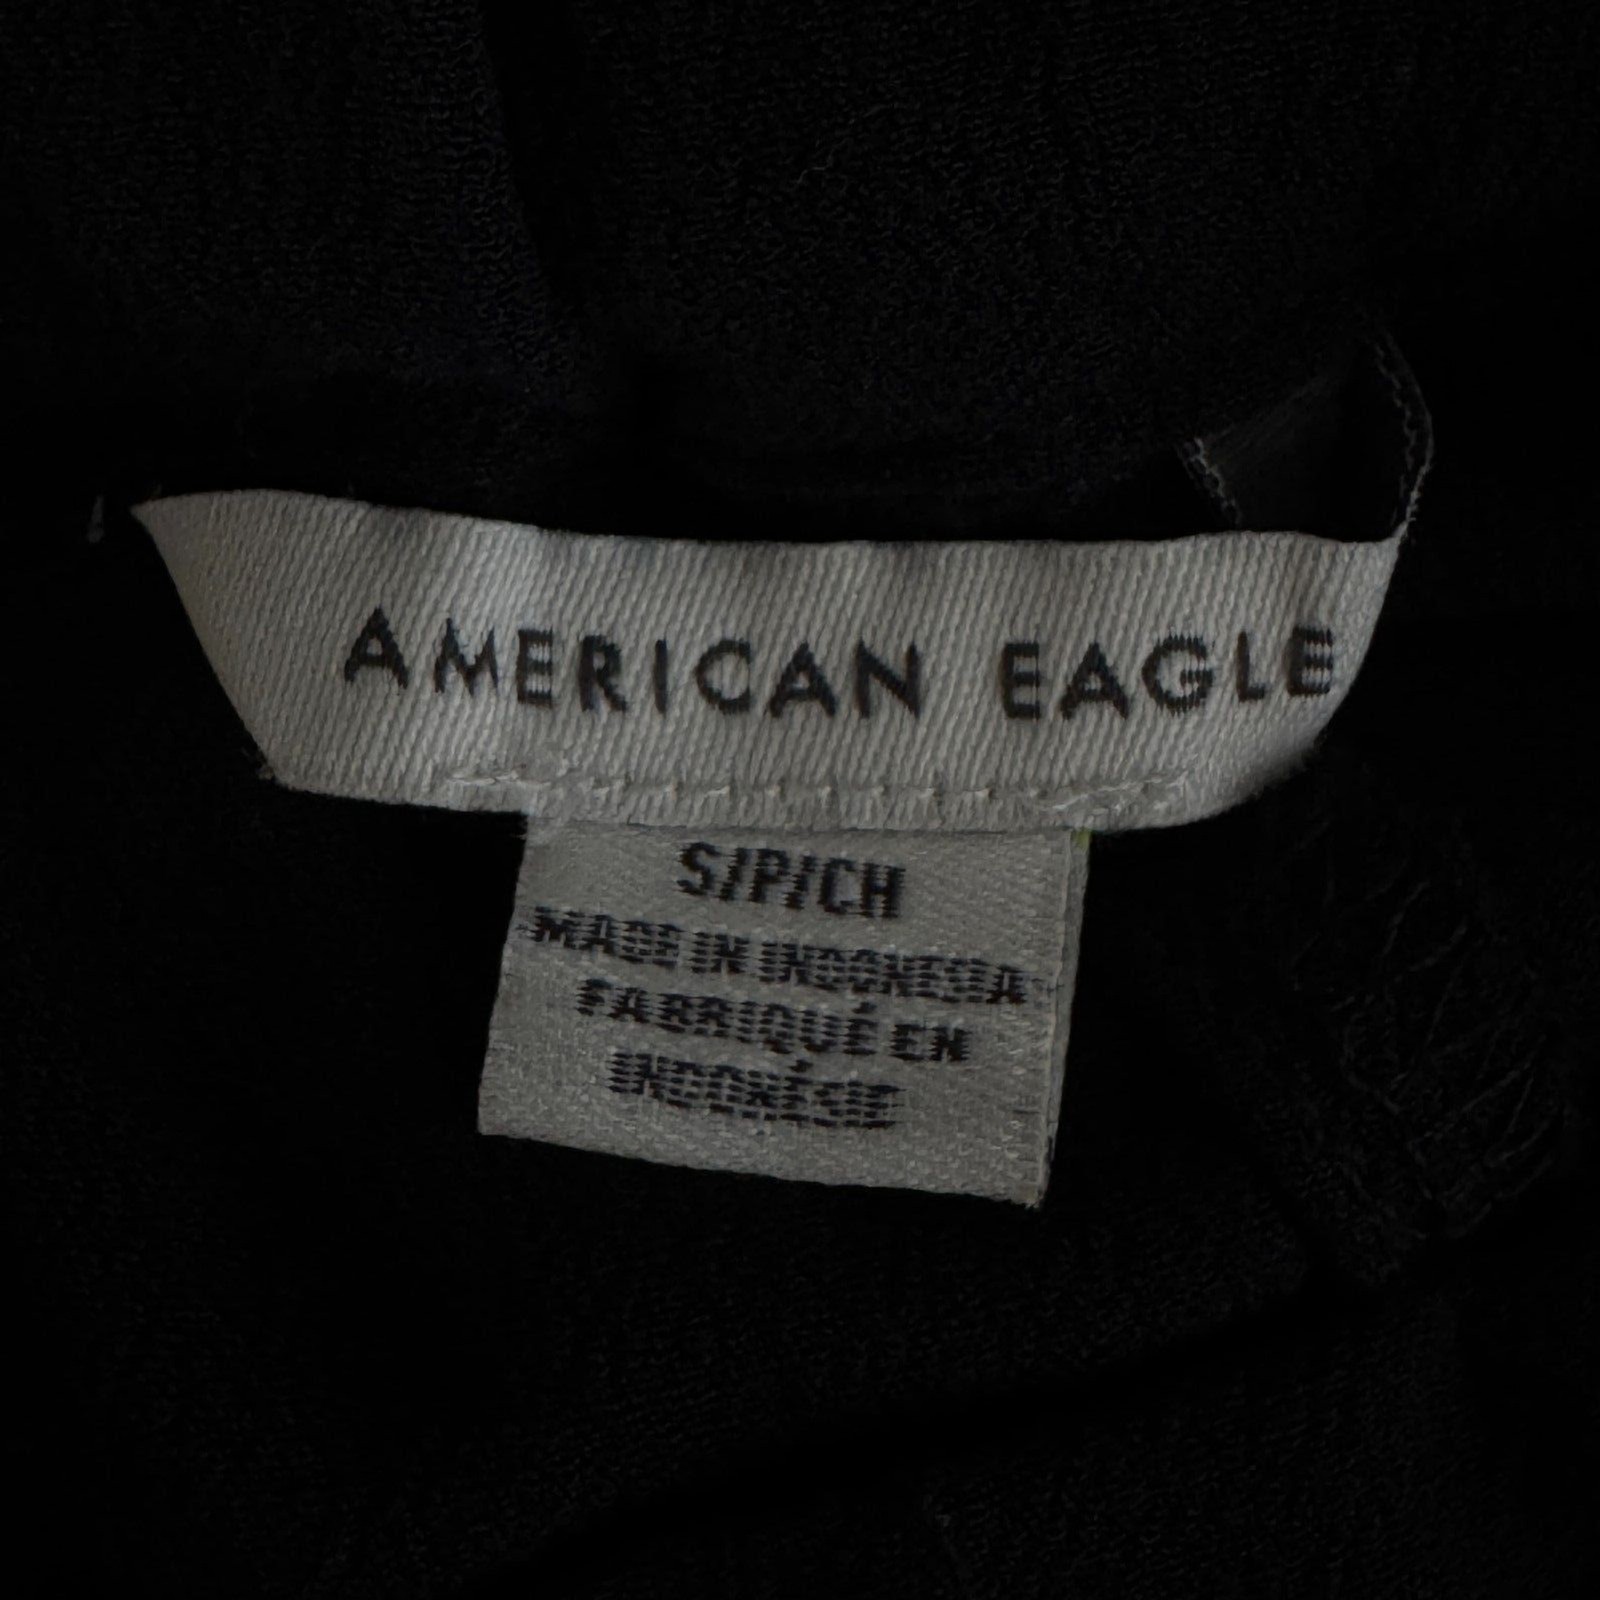 AMERICAN EAGLE
S/P/CH
MADE IN INDONESIA
FABRIQUÉ EN
INDONÉSIE